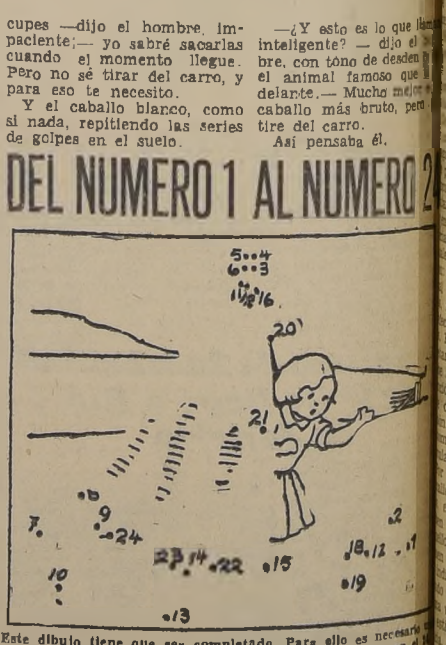 cupes —dijo el hombre, im-
paciente;— yo sabré sacarlas
cuando el momento llegue.
Pero no sé tirar del carro, y
para eso te necesito.
Y el caballo blanco, como
si nada, repitiendo las series
de golpes en el suelo.
—¿Y esto es lo que
inteligente? — dijo el
bre, con tono de desden
el animal famoso que
delante.— Mucho
caballo más bruto, pero
tire del carro.
Así pensaba él.
DEL NUMERO 1 AL NUMERO 2
5 4
6 3
16
20
21
8
9
7
24
10
23 14 22
15
2
18 12 1
19
13
Este dibujo tiene que ser completado. Para ello es necesario